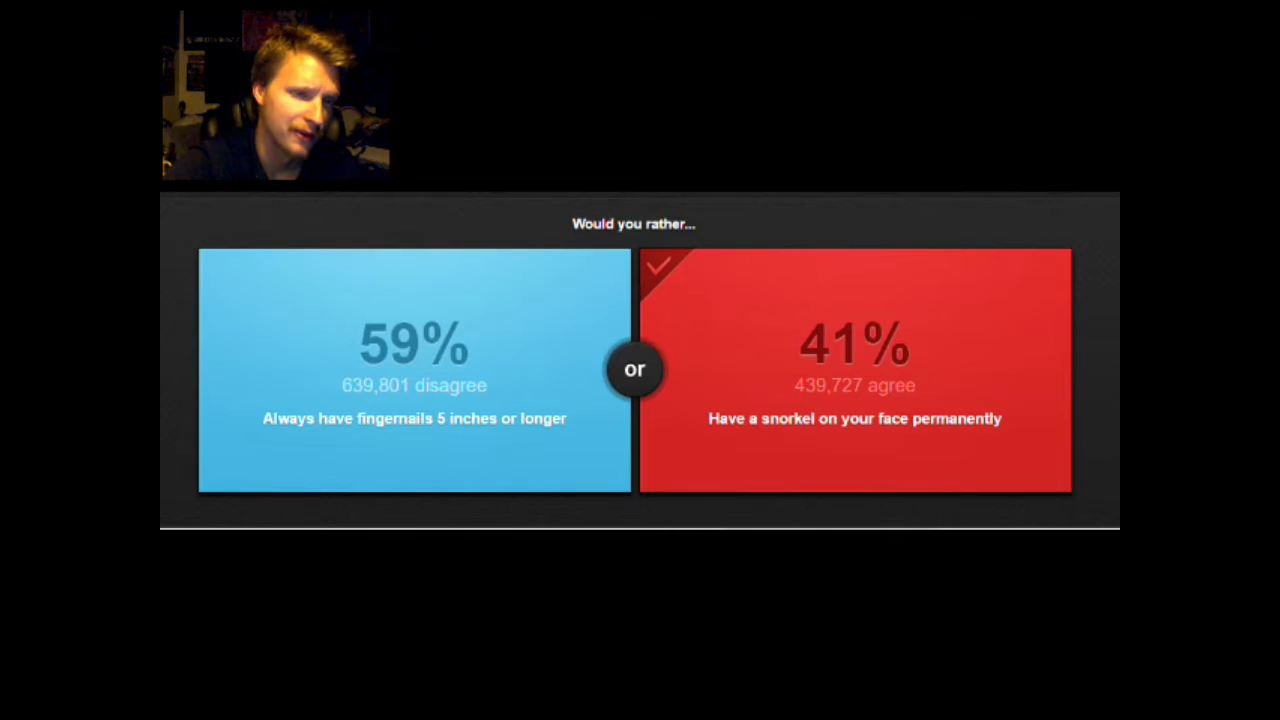 Would you rather...
59%
639,801 disagree
Always have fingernails 5 inches or longer
or
41%
439,727 agree
Have a snorkel on your face permanently